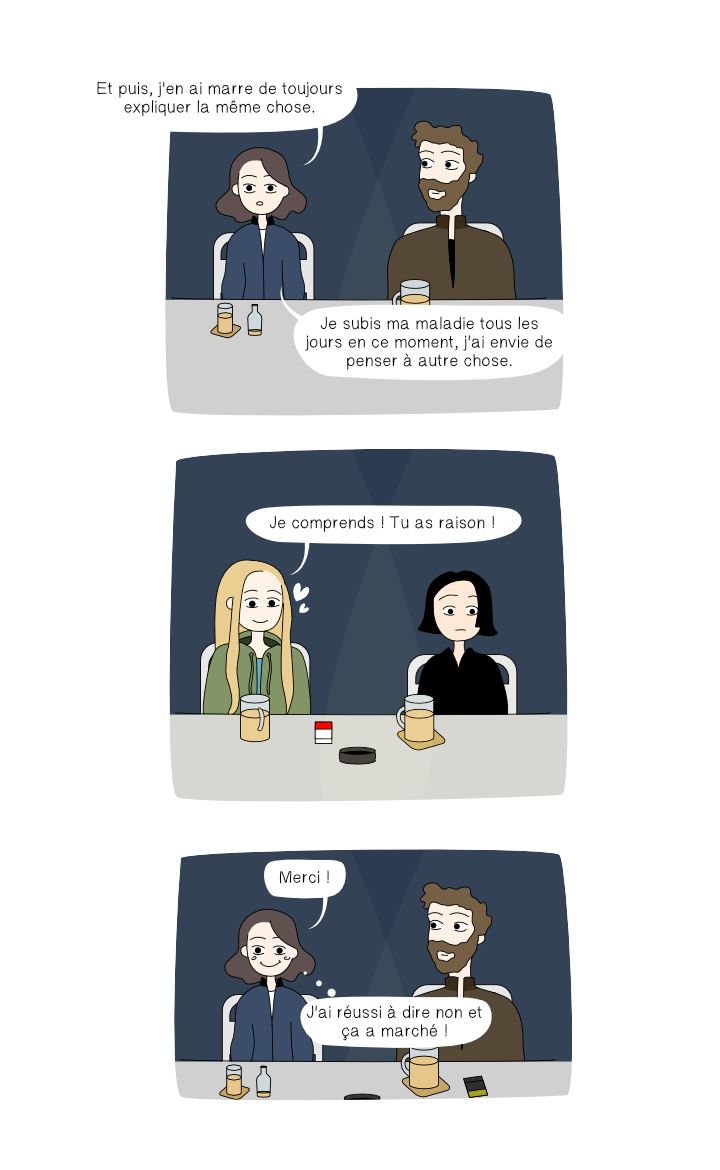 Et puis, j'en ai marre de toujours
expliquer la même chose.
Je subis ma maladie tous les
jours en ce moment, j'ai envie de
penser à autre chose.
Je comprends ! Tu as raison !
Merci !
J'ai réussi à dire non et
ça a marché !